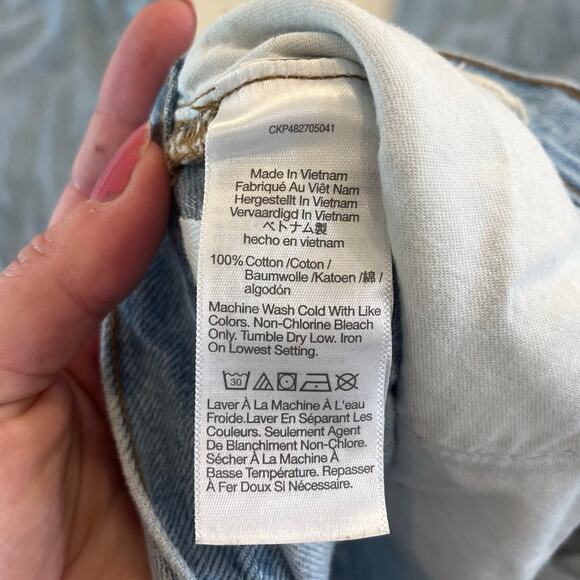 CKP482705041
Made In Vietnam
Fabriqué Au Viêt Nam
Hergestellt In Vietnam
Vervaardigd In Vietnam
ベトナム製
hecho en vietnam
100% Cotton /Coton /
Baumwolle /Katoen /綿 /
algodón
Machine Wash Cold With Like
Colors. Non-Chlorine Bleach
Only. Tumble Dry Low. Iron
On Lowest Setting.
30
Laver À La Machine À L'eau
Froide.Laver En Séparant Les
Couleurs. Seulement Agent
De Blanchiment Non-Chlore.
Sécher À La Machine À
Basse Température. Repasser
À Fer Doux Si Nécessaire.